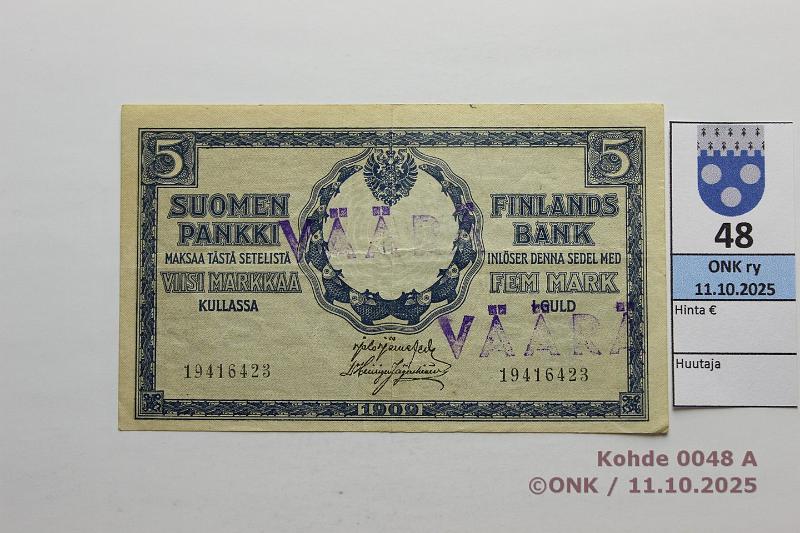 5
5
SUOMEN
PANKKI
MAKSAA TÄSTÄ SETELISTÄ
VIISI MARKKAA
KULLASSA
FINLANDS
BANK
INLÖSER DENNA SEDEL MED
FEM MARK
I GULD
VÄÄRÄ
VÄÄRÄ
19416423
19416423
1909
48
ONK ry
11.10.2025
Hinta €
Huutaja
Kohde 0048 A
©ONK / 11.10.2025